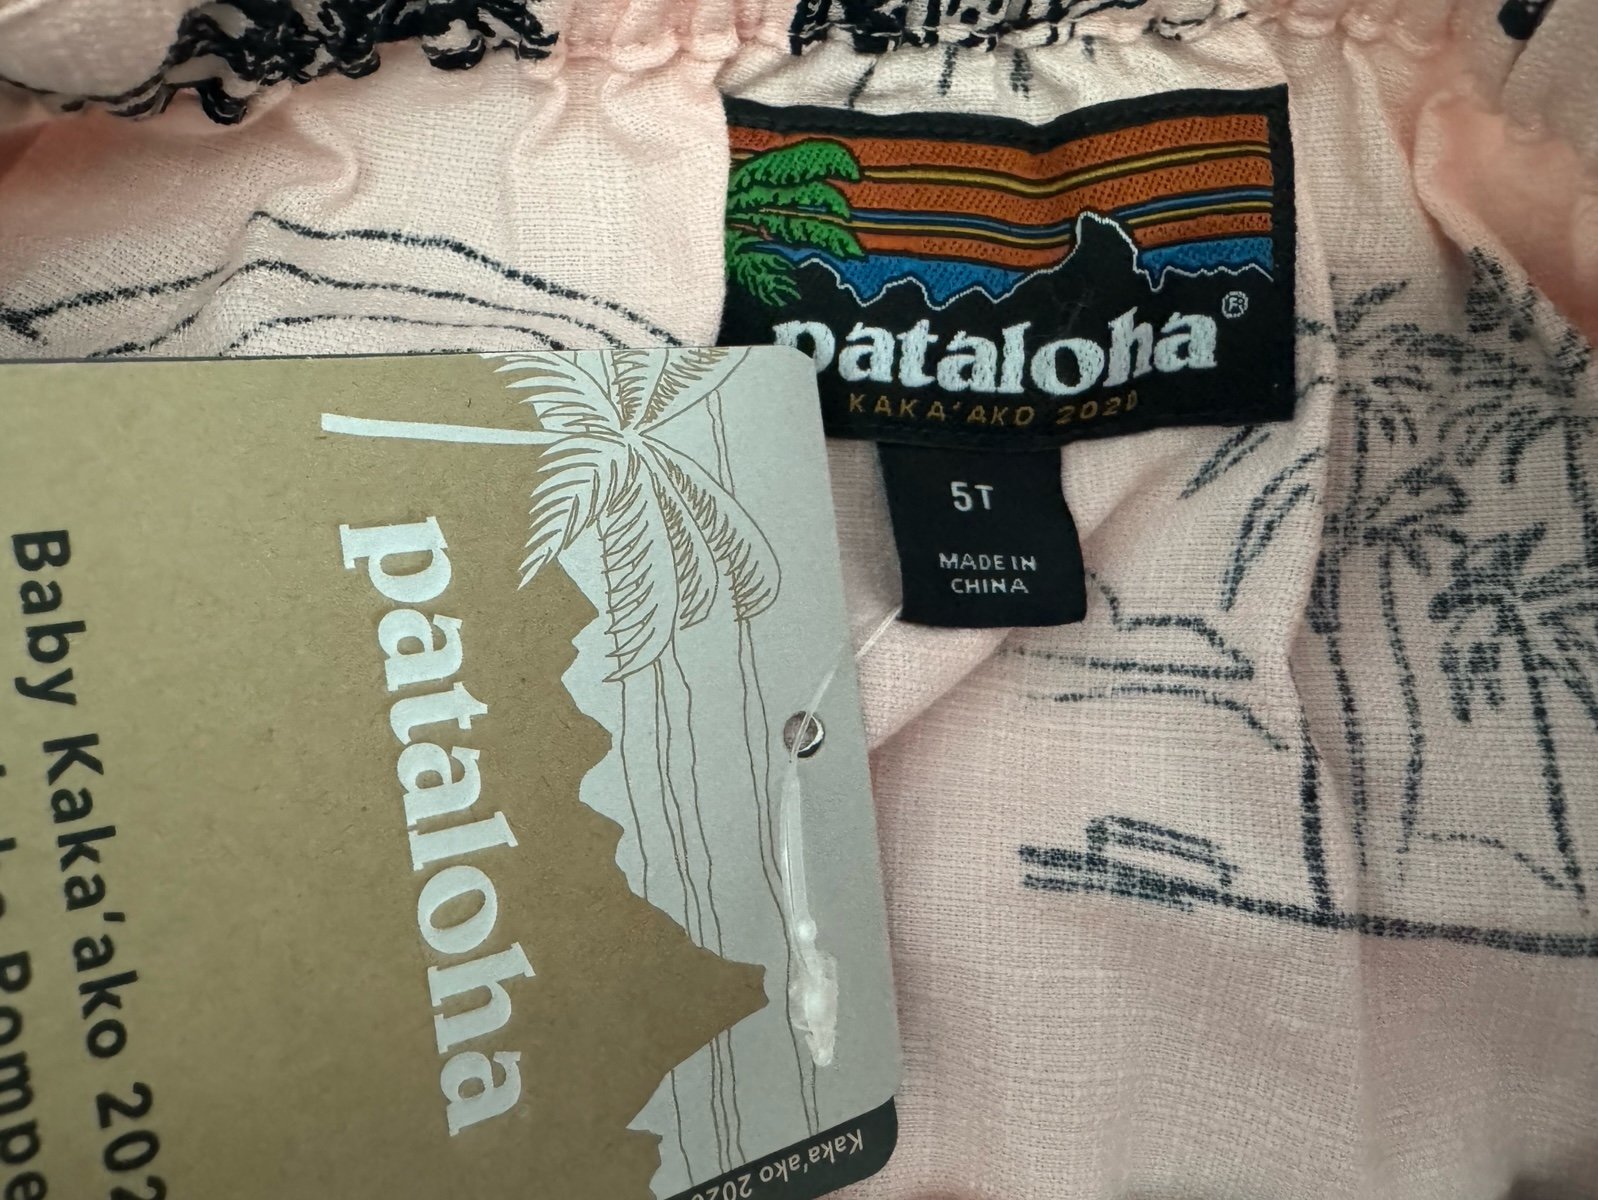 pataloha®
KAKA'AKO 2020
5T
MADE IN
CHINA
pataloha
Baby Kaka'ako 202
Kaka'ako 202